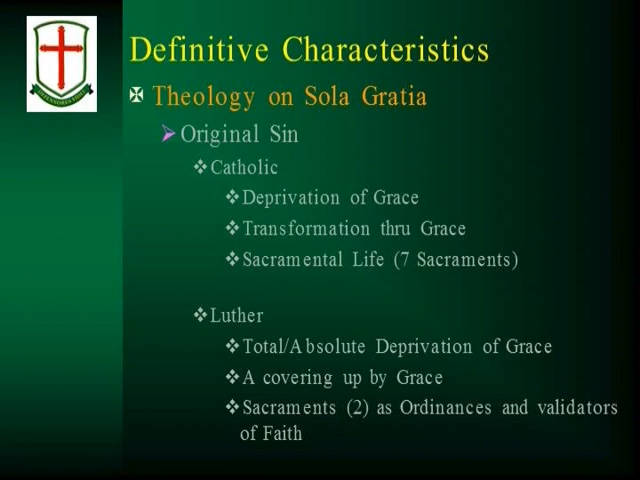 Definitive Characteristics
Theology on Sola Gratia
Original Sin
Catholic
Deprivation of Grace
Transformation thru Grace
Sacramental Life (7 Sacraments)
Luther
Total/Absolute Deprivation of Grace
A covering up by Grace
Sacraments (2) as Ordinances and validators
of Faith